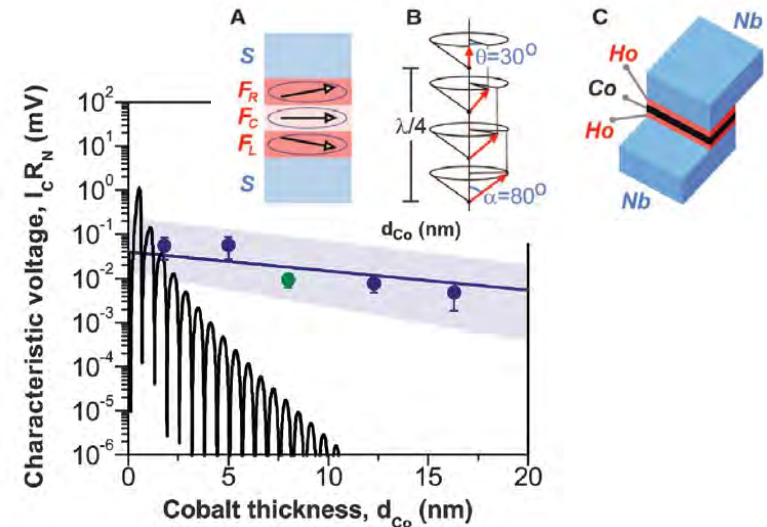 A
S
F_R
F_C
F_L
S
B
θ=30°
λ/4
α=80°
d_Co (nm)
C
Nb
Ho
Co
Ho
Nb
Characteristic voltage, I_C R_N (mV)
10^2
10^1
10^0
10^-1
10^-2
10^-3
10^-4
10^-5
10^-6
0 5 10 15 20
Cobalt thickness, d_Co (nm)